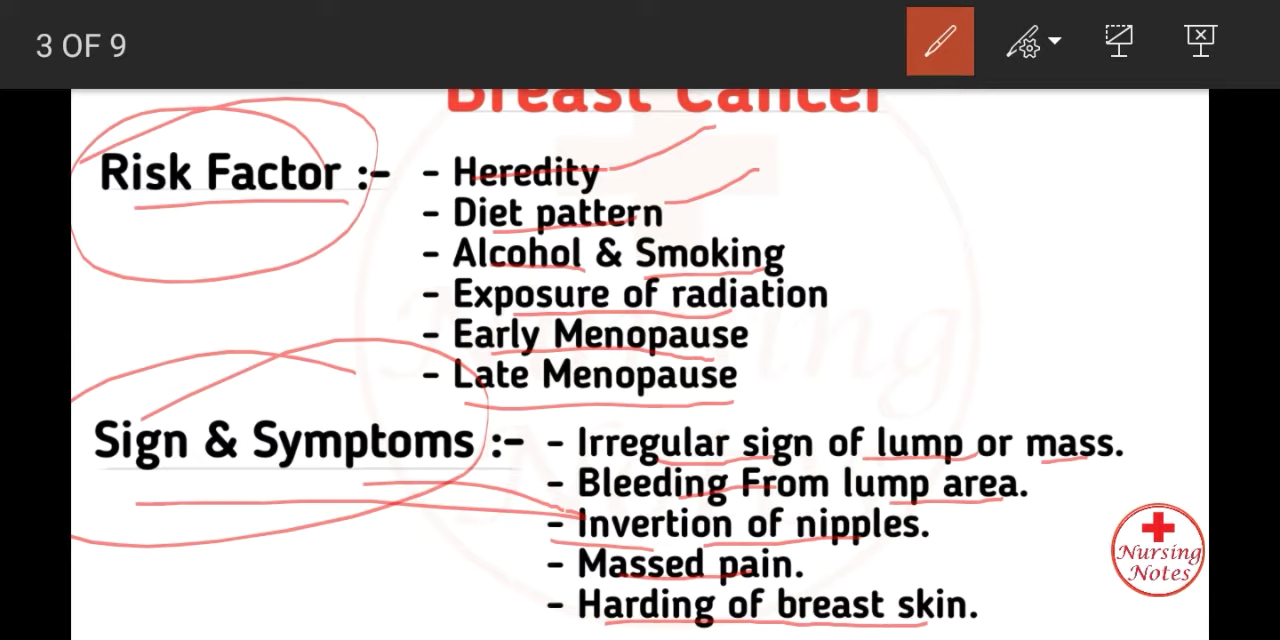 3 OF 9
Breast Cancer
Risk Factor :- - Heredity
- Diet pattern
- Alcohol & Smoking
- Exposure of radiation
- Early Menopause
- Late Menopause
Sign & Symptoms :- - Irregular sign of lump or mass.
- Bleeding From lump area.
- Invertion of nipples.
- Massed pain.
- Harding of breast skin.
Nursing
Notes